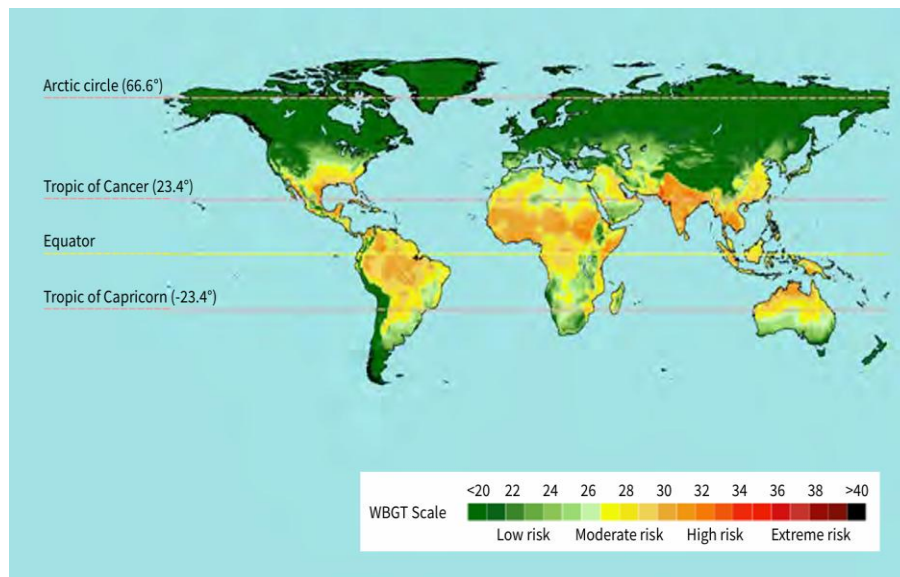 Arctic circle (66.6°)
Tropic of Cancer (23.4°)
Equator
Tropic of Capricorn (-23.4°)
<20 22 24 26 28 30 32 34 36 38 >40
WBGT Scale
Low risk Moderate risk High risk Extreme risk